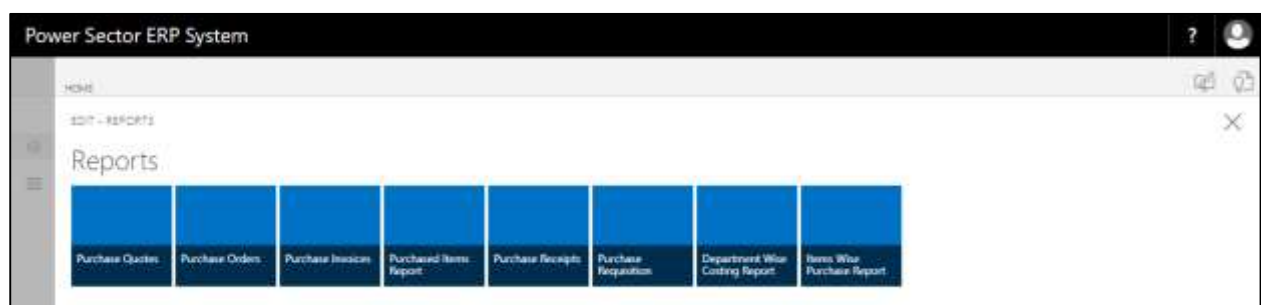 Power Sector ERP System
?
HOME
EDIT - REPORTS
Reports
Purchase Quotes
Purchase Orders
Purchase Invoices
Purchased Items
Report
Purchase Receipts
Purchase
Requisition
Department Wise
Costing Report
Items Wise
Purchase Report